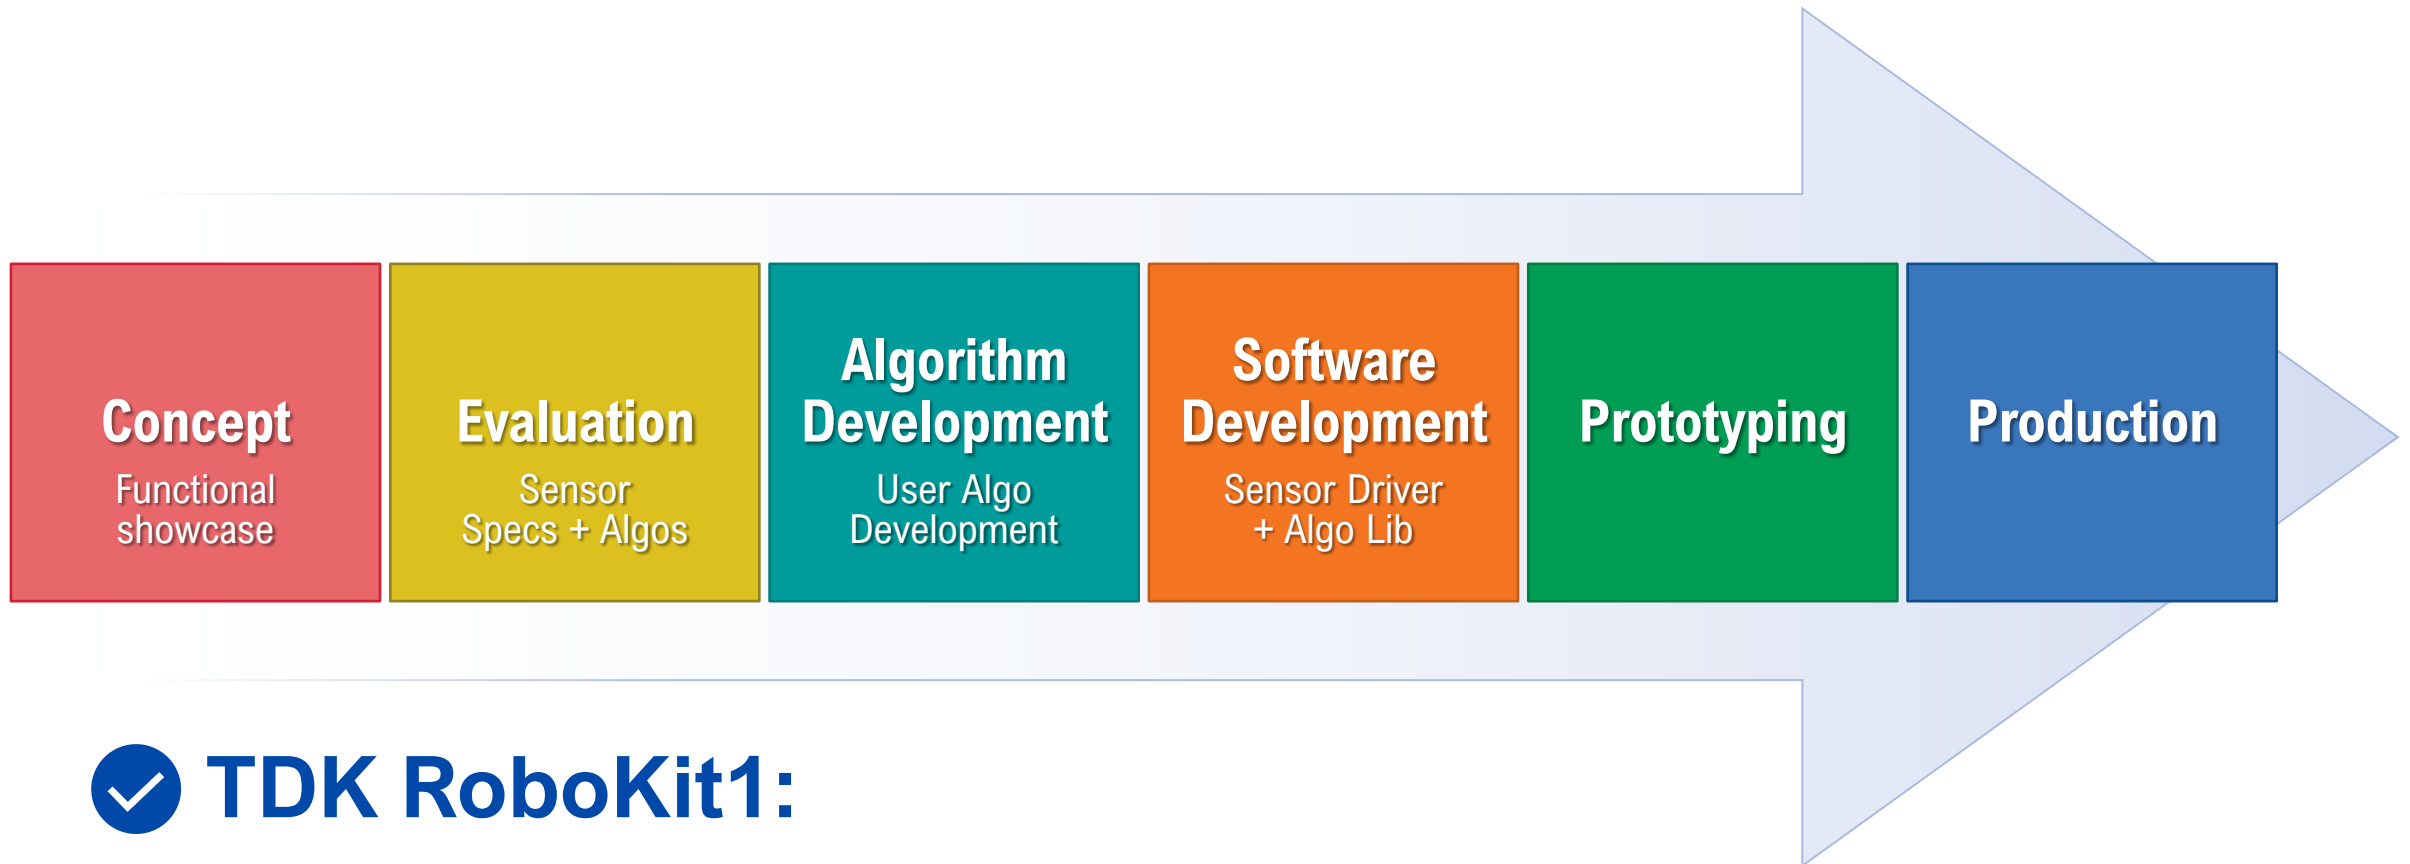 Concept
Functional
showcase
Evaluation
Sensor
Specs + Algos
Algorithm
Development
User Algo
Development
Software
Development
Sensor Driver
+ Algo Lib
Prototyping
Production
TDK RoboKit1: